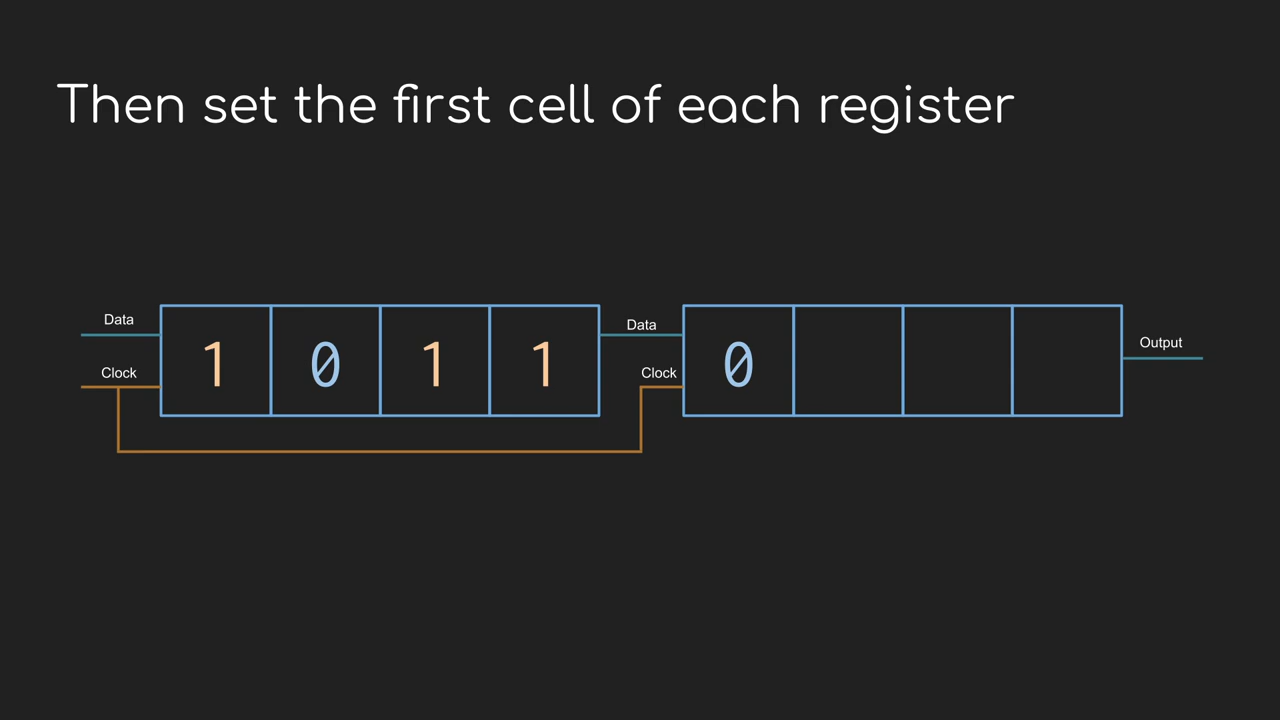 Then set the first cell of each register
Data
Clock
1 0 1 1
Data
Clock
0
Output